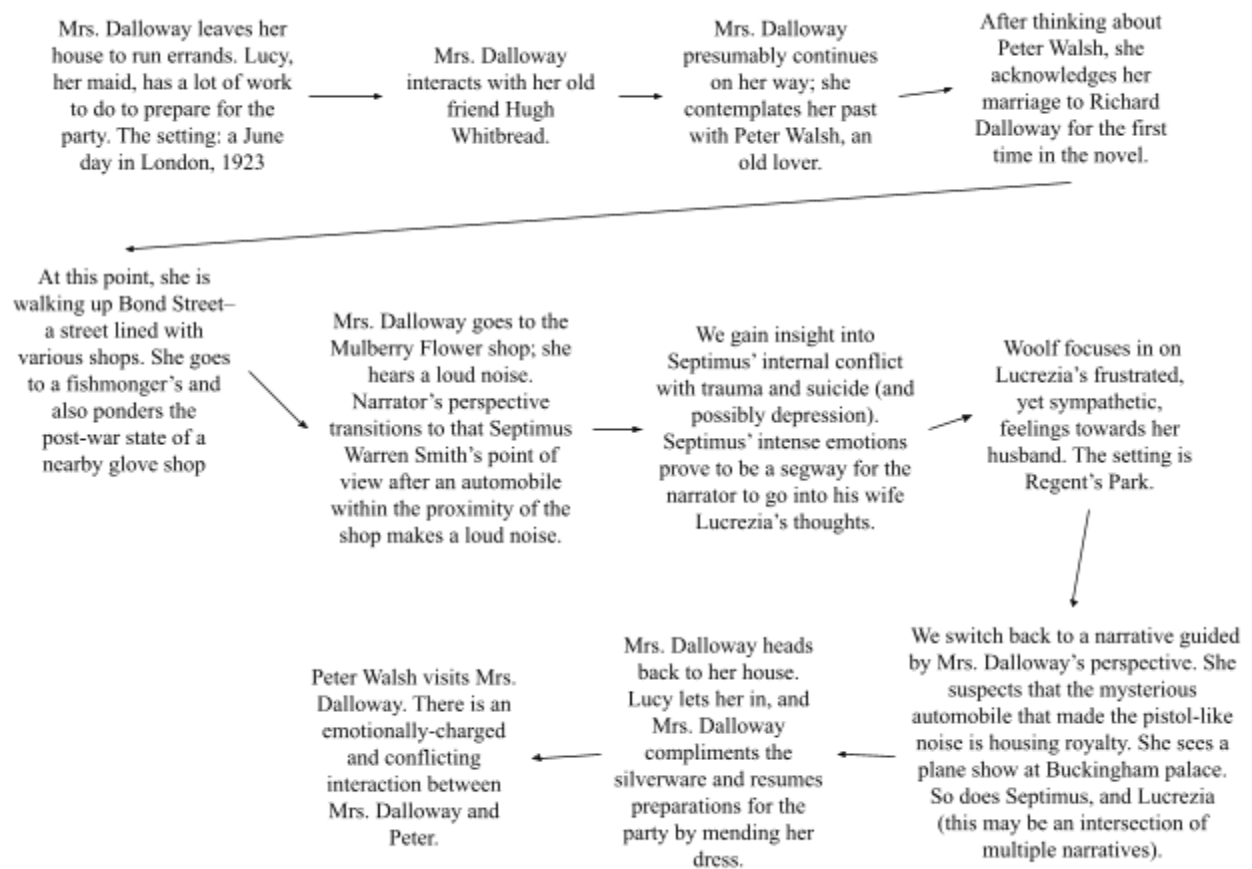 Mrs. Dalloway leaves her
house to run errands. Lucy,
her maid, has a lot of work
to do to prepare for the
party. The setting: a June
day in London, 1923
Mrs. Dalloway
interacts with her old
friend Hugh
Whitbread.
Mrs. Dalloway
presumably continues
on her way; she
contemplates her past
with Peter Walsh, an
old lover.
After thinking about
Peter Walsh, she
acknowledges her
marriage to Richard
Dalloway for the first
time in the novel.
At this point, she is
walking up Bond Street–
a street lined with
various shops. She goes
to a fishmonger's and
also ponders the
post-war state of a
nearby glove shop
Mrs. Dalloway goes to the
Mulberry Flower shop; she
hears a loud noise.
Narrator's perspective
transitions to that Septimus
Warren Smith's point of
view after an automobile
within the proximity of the
shop makes a loud noise.
We gain insight into
Septimus' internal conflict
with trauma and suicide (and
possibly depression).
Septimus' intense emotions
prove to be a segway for the
narrator to go into his wife
Lucrezia's thoughts.
Woolf focuses in on
Lucrezia's frustrated,
yet sympathetic,
feelings towards her
husband. The setting is
Regent's Park.
We switch back to a narrative guided
by Mrs. Dalloway's perspective. She
suspects that the mysterious
automobile that made the pistol-like
noise is housing royalty. She sees a
plane show at Buckingham palace.
So does Septimus, and Lucrezia
(this may be an intersection of
multiple narratives).
Mrs. Dalloway heads
back to her house.
Lucy lets her in, and
Mrs. Dalloway
compliments the
silverware and resumes
preparations for the
party by mending her
dress.
Peter Walsh visits Mrs.
Dalloway. There is an
emotionally-charged
and conflicting
interaction between
Mrs. Dalloway and
Peter.